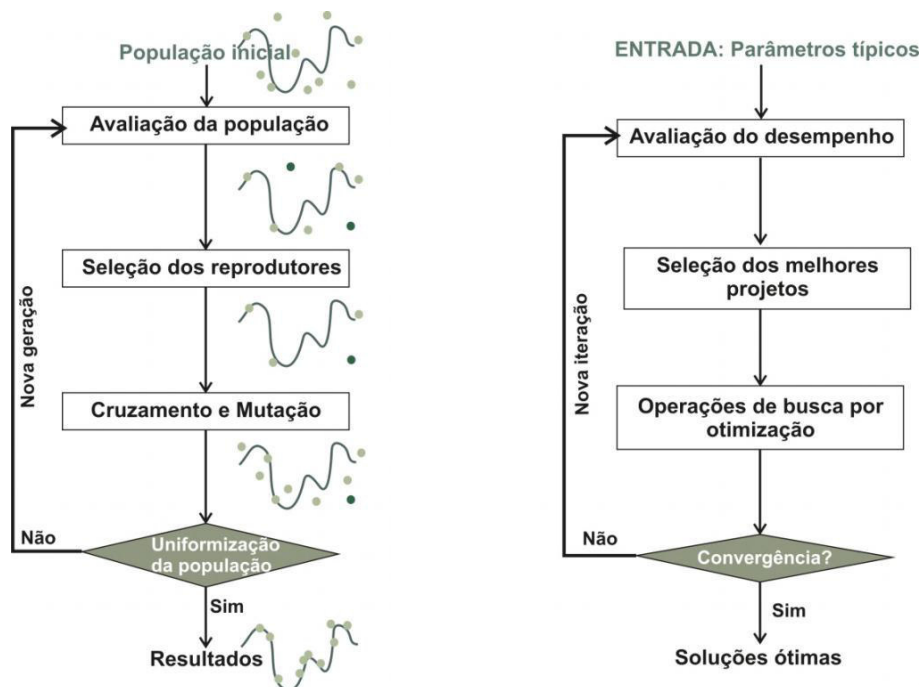 População inicial
Avaliação da população
Seleção dos reprodutores
Cruzamento e Mutação
Nova geração
Não
Uniformização
da população
Sim
Resultados
ENTRADA: Parâmetros típicos
Avaliação do desempenho
Seleção dos melhores
projetos
Operações de busca por
otimização
Nova iteração
Não
Convergência?
Sim
Soluções ótimas